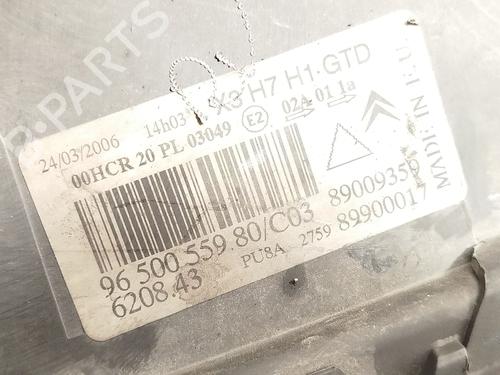 B-PARTS
X3 H7 H1·GTD
24/03/2006 14h03
00HCR 20 PL 03049 E2 02A 01 1a
MADE IN E.U
96 500 559 80/C03 89009359
6208.43 PU8A 2759 89900017